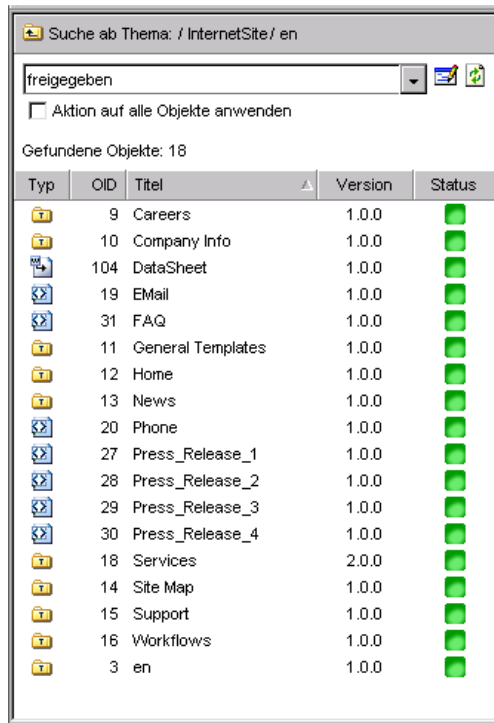 Suche ab Thema: / InternetSite/ en
freigegeben
Aktion auf alle Objekte anwenden
Gefundene Objekte: 18
Typ OID Titel Version Status
9 Careers 1.0.0
10 Company Info 1.0.0
104 DataSheet 1.0.0
19 EMail 1.0.0
31 FAQ 1.0.0
11 General Templates 1.0.0
12 Home 1.0.0
13 News 1.0.0
20 Phone 1.0.0
27 Press_Release_1 1.0.0
28 Press_Release_2 1.0.0
29 Press_Release_3 1.0.0
30 Press_Release_4 1.0.0
18 Services 2.0.0
14 Site Map 1.0.0
15 Support 1.0.0
16 Workflows 1.0.0
3 en 1.0.0